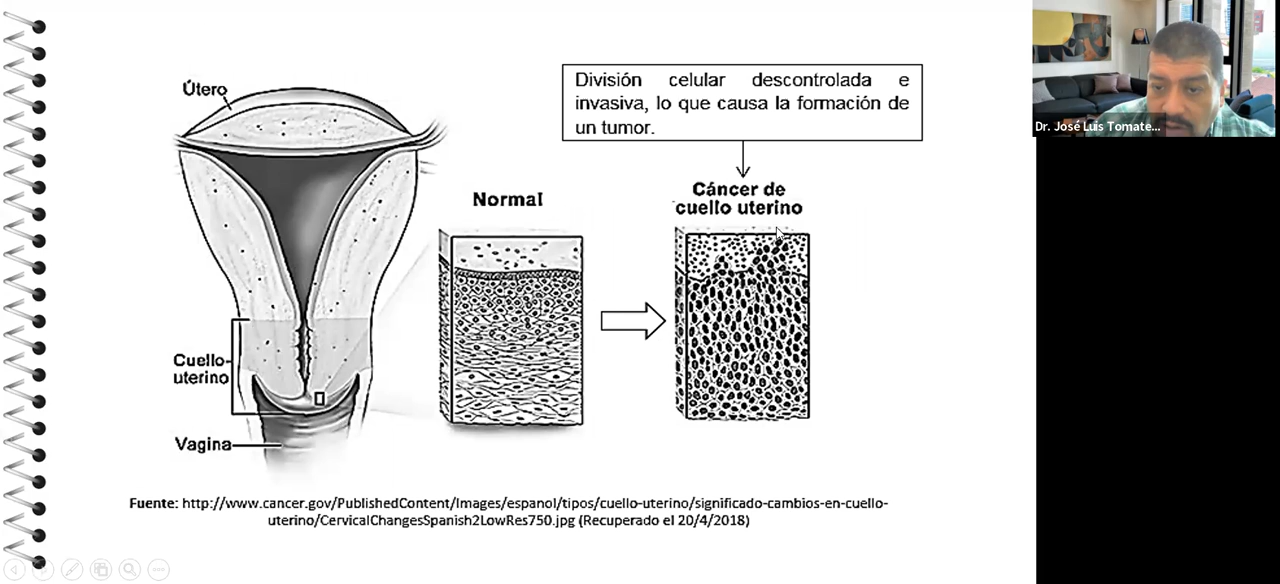 Útero
División celular descontrolada e
invasiva, lo que causa la formación de
un tumor.
Normal
Cáncer de
cuello uterino
Cuello-
uterino
Vagina
Fuente: http://www.cancer.gov/PublishedContent/Images/espanol/tipos/cuello-uterino/significado-cambios-en-cuello-
uterino/CervicalChangesSpanish2LowRes750.jpg (Recuperado el 20/4/2018)
Dr. José Luis Tomate...